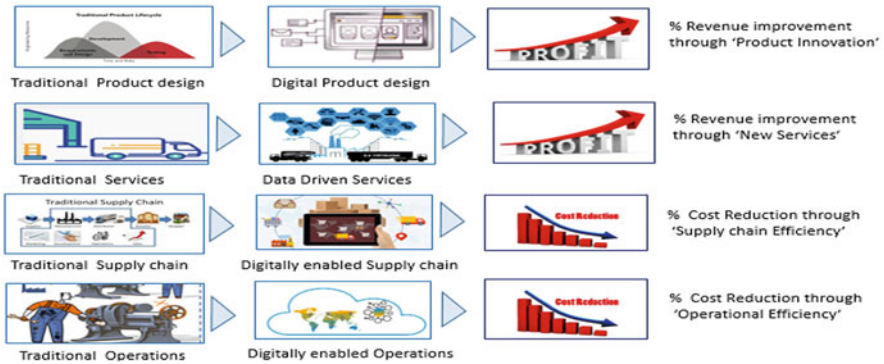 Traditional Product Lifecycle
Development
Requirements and Design
Testing
Time and Risks
PROFIT
% Revenue improvement
through ‘Product Innovation’
Traditional Product design
Digital Product design
PROFIT
% Revenue improvement
through ‘New Services’
Traditional Services
Data Driven Services
Traditional Supply Chain
Cost Reduction
% Cost Reduction through
‘Supply chain Efficiency’
Traditional Supply chain
Digitally enabled Supply chain
Cost Reduction
% Cost Reduction through
‘Operational Efficiency’
Traditional Operations
Digitally enabled Operations